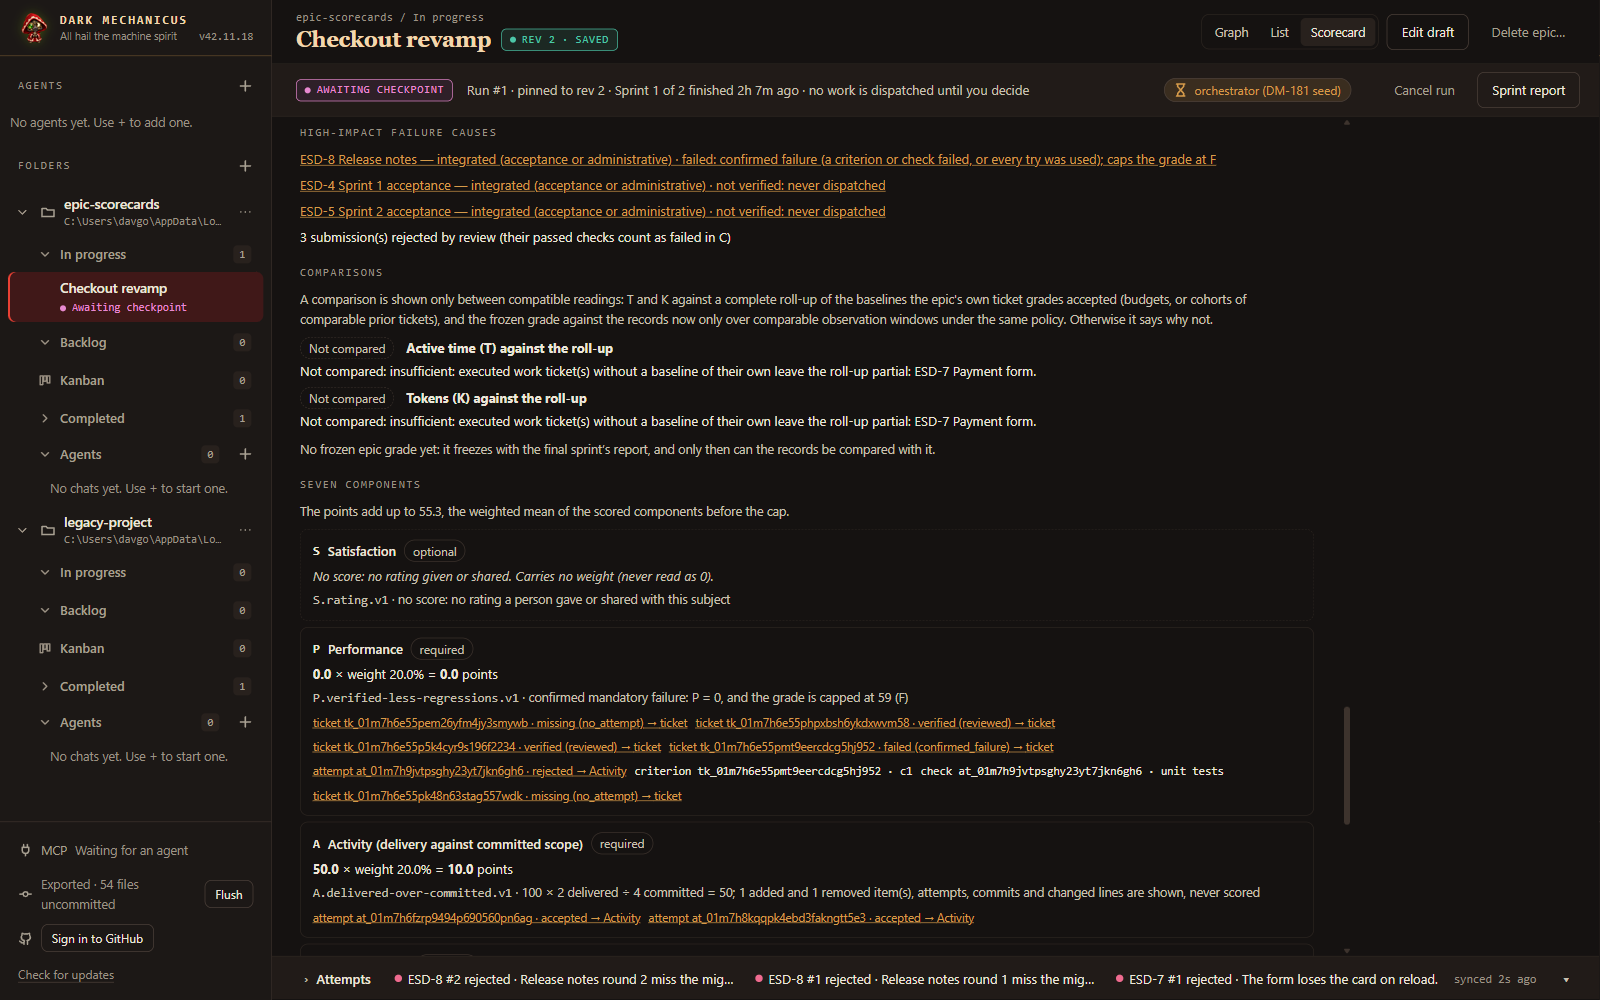 DARK MECHANICUS
All hail the machine spirit v42.11.18
AGENTS
No agents yet. Use + to add one.
FOLDERS
epic-scorecards
C:\Users\davgo\AppData\Lo…
In progress 1
Checkout revamp
Awaiting checkpoint
Backlog 0
Kanban 0
Completed 1
Agents 0
No chats yet. Use + to start one.
legacy-project
C:\Users\davgo\AppData\Lo…
In progress 0
Backlog 0
Kanban 0
Completed 1
Agents 0
No chats yet. Use + to start one.
MCP Waiting for an agent
Exported · 54 files uncommitted
Flush
Sign in to GitHub
Check for updates
epic-scorecards / In progress
Checkout revamp
REV 2 · SAVED
Graph List Scorecard Edit draft Delete epic…
AWAITING CHECKPOINT Run #1 · pinned to rev 2 · Sprint 1 of 2 finished 2h 7m ago · no work is dispatched until you decide
orchestrator (DM-181 seed) Cancel run Sprint report
HIGH-IMPACT FAILURE CAUSES
ESD-8 Release notes — integrated (acceptance or administrative) · failed: confirmed failure (a criterion or check failed, or every try was used); caps the grade at F
ESD-4 Sprint 1 acceptance — integrated (acceptance or administrative) · not verified: never dispatched
ESD-5 Sprint 2 acceptance — integrated (acceptance or administrative) · not verified: never dispatched
3 submission(s) rejected by review (their passed checks count as failed in C)
COMPARISONS
A comparison is shown only between compatible readings: T and K against a complete roll-up of the baselines the epic's own ticket grades accepted (budgets, or cohorts of
comparable prior tickets), and the frozen grade against the records now only over comparable observation windows under the same policy. Otherwise it says why not.
Not compared Active time (T) against the roll-up
Not compared: insufficient: executed work ticket(s) without a baseline of their own leave the roll-up partial: ESD-7 Payment form.
Not compared Tokens (K) against the roll-up
Not compared: insufficient: executed work ticket(s) without a baseline of their own leave the roll-up partial: ESD-7 Payment form.
No frozen epic grade yet: it freezes with the final sprint's report, and only then can the records be compared with it.
SEVEN COMPONENTS
The points add up to 55.3, the weighted mean of the scored components before the cap.
S Satisfaction optional
No score: no rating given or shared. Carries no weight (never read as 0).
S.rating.v1 · no score: no rating a person gave or shared with this subject
P Performance required
0.0 × weight 20.0% = 0.0 points
P.verified-less-regressions.v1 · confirmed mandatory failure: P = 0, and the grade is capped at 59 (F)
ticket tk_01m7h6e55pem26yfm4jy3smywb · missing (no_attempt) → ticket ticket tk_01m7h6e55phpxbsh6ykdxwvm58 · verified (reviewed) → ticket
ticket tk_01m7h6e55p5k4cyr9s196f2234 · verified (reviewed) → ticket ticket tk_01m7h6e55pmt9eercdcg5hj952 · failed (confirmed_failure) → ticket
attempt at_01m7h9jvtpsghy23yt7jkn6gh6 · rejected → Activity criterion tk_01m7h6e55pmt9eercdcg5hj952 · c1 check at_01m7h9jvtpsghy23yt7jkn6gh6 · unit tests
ticket tk_01m7h6e55pk48n63stag557wdk · missing (no_attempt) → ticket
A Activity (delivery against committed scope) required
50.0 × weight 20.0% = 10.0 points
A.delivered-over-committed.v1 · 100 × 2 delivered ÷ 4 committed = 50; 1 added and 1 removed item(s), attempts, commits and changed lines are shown, never scored
attempt at_01m7h6fzrp9494p690560pn6ag · accepted → Activity attempt at_01m7h8kqqpk4ebd3fakngtt5e3 · accepted → Activity
Attempts ESD-8 #2 rejected · Release notes round 2 miss the mig… ESD-8 #1 rejected · Release notes round 1 miss the mig… ESD-7 #1 rejected · The form loses the card on reload. synced 2s ago